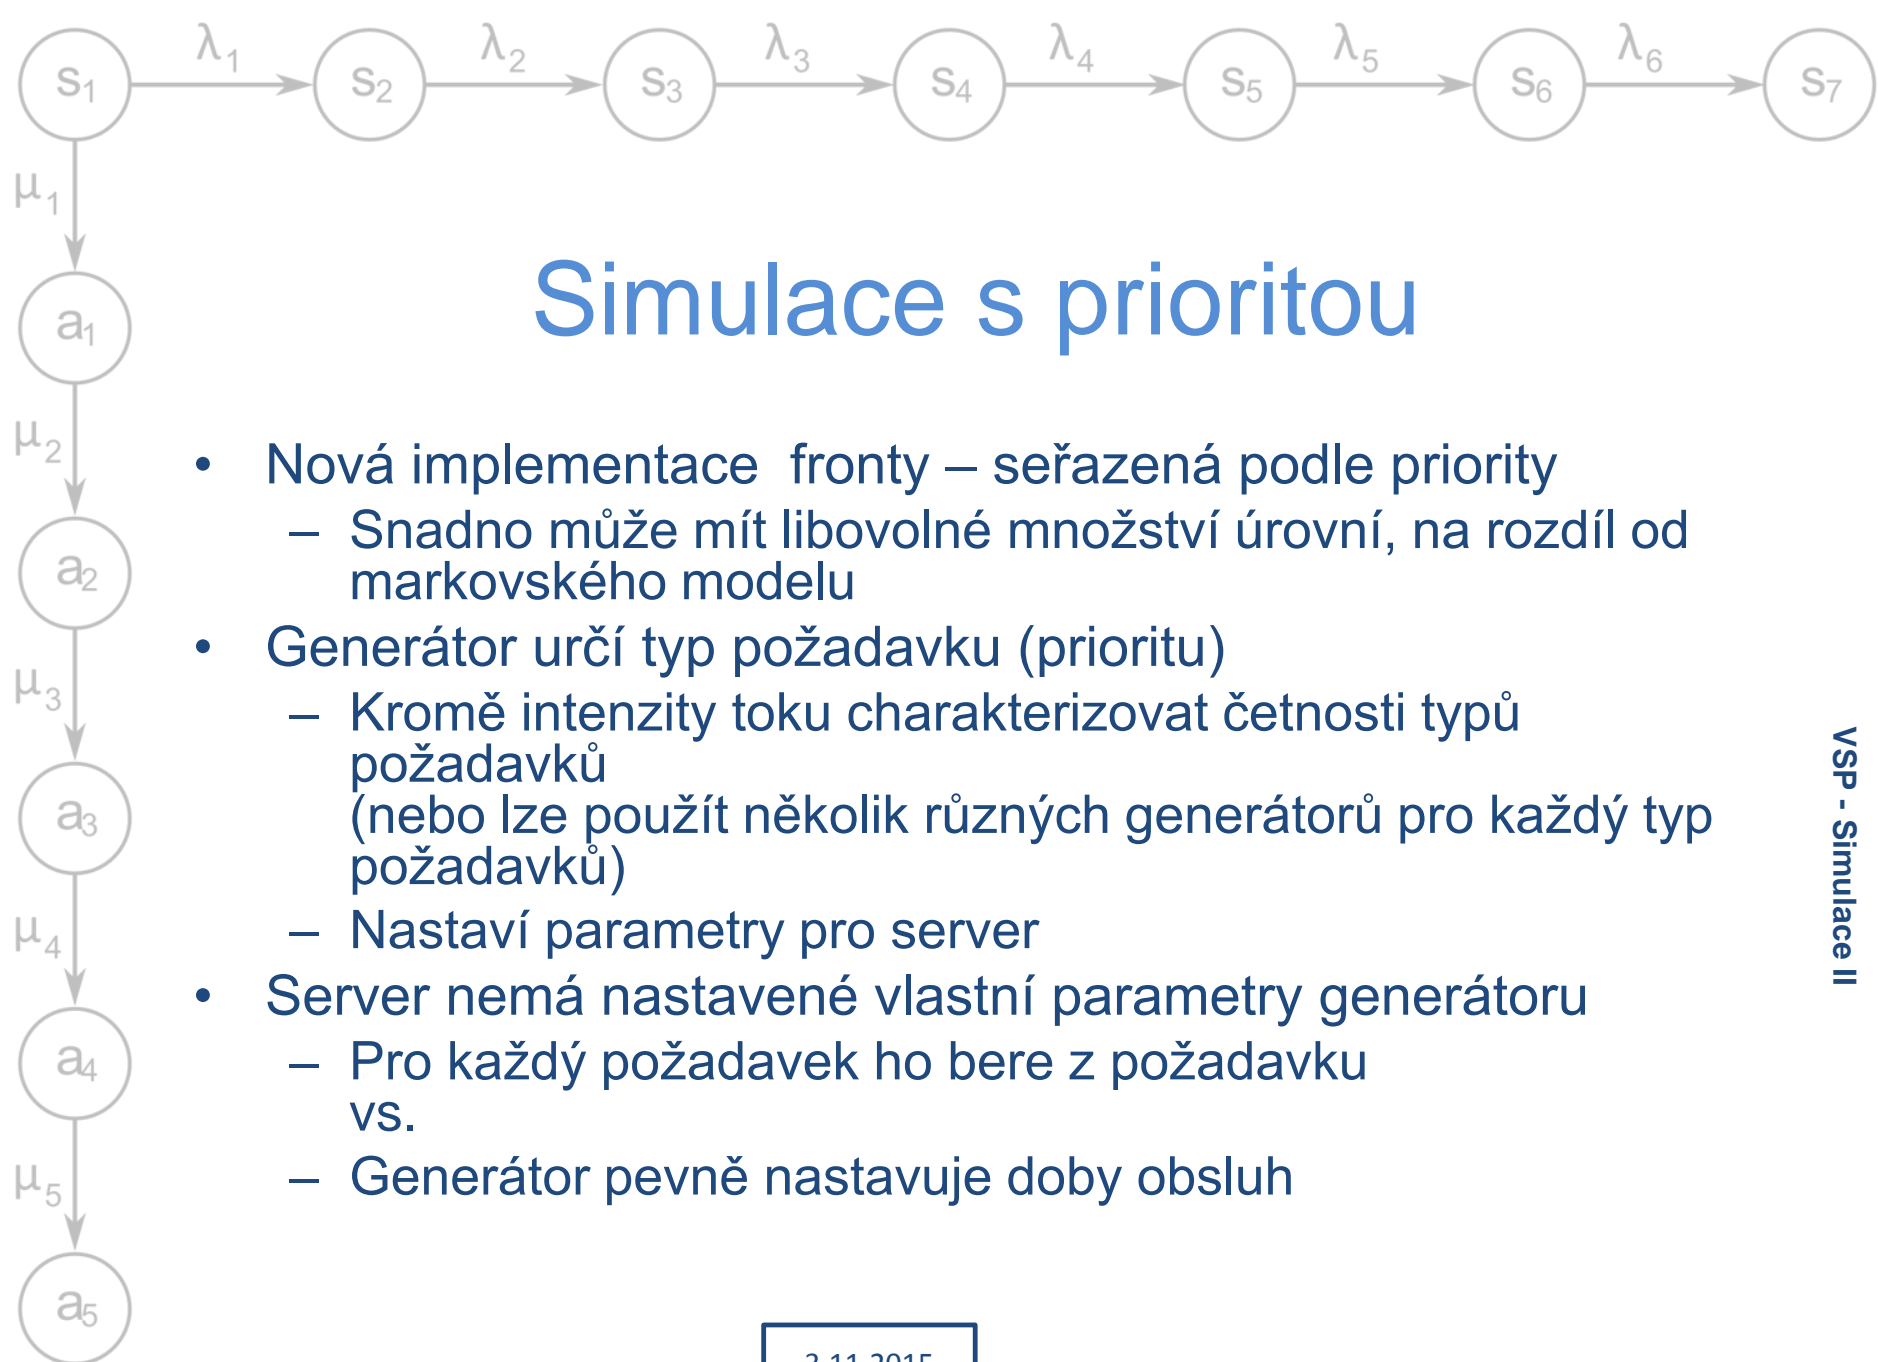 s1 λ1 s2 λ2 s3 λ3 s4 λ4 s5 λ5 s6 λ6 s7
μ1
a1
μ2
a2
μ3
a3
μ4
a4
μ5
a5
Simulace s prioritou
• Nová implementace fronty – seřazená podle priority
– Snadno může mít libovolné množství úrovní, na rozdíl od
markovského modelu
• Generátor určí typ požadavku (prioritu)
– Kromě intenzity toku charakterizovat četnosti typů
požadavků
(nebo lze použít několik různých generátorů pro každý typ
požadavků)
– Nastaví parametry pro server
• Server nemá nastavené vlastní parametry generátoru
– Pro každý požadavek ho bere z požadavku
vs.
– Generátor pevně nastavuje doby obsluh
VSP - Simulace II
3.11.2015